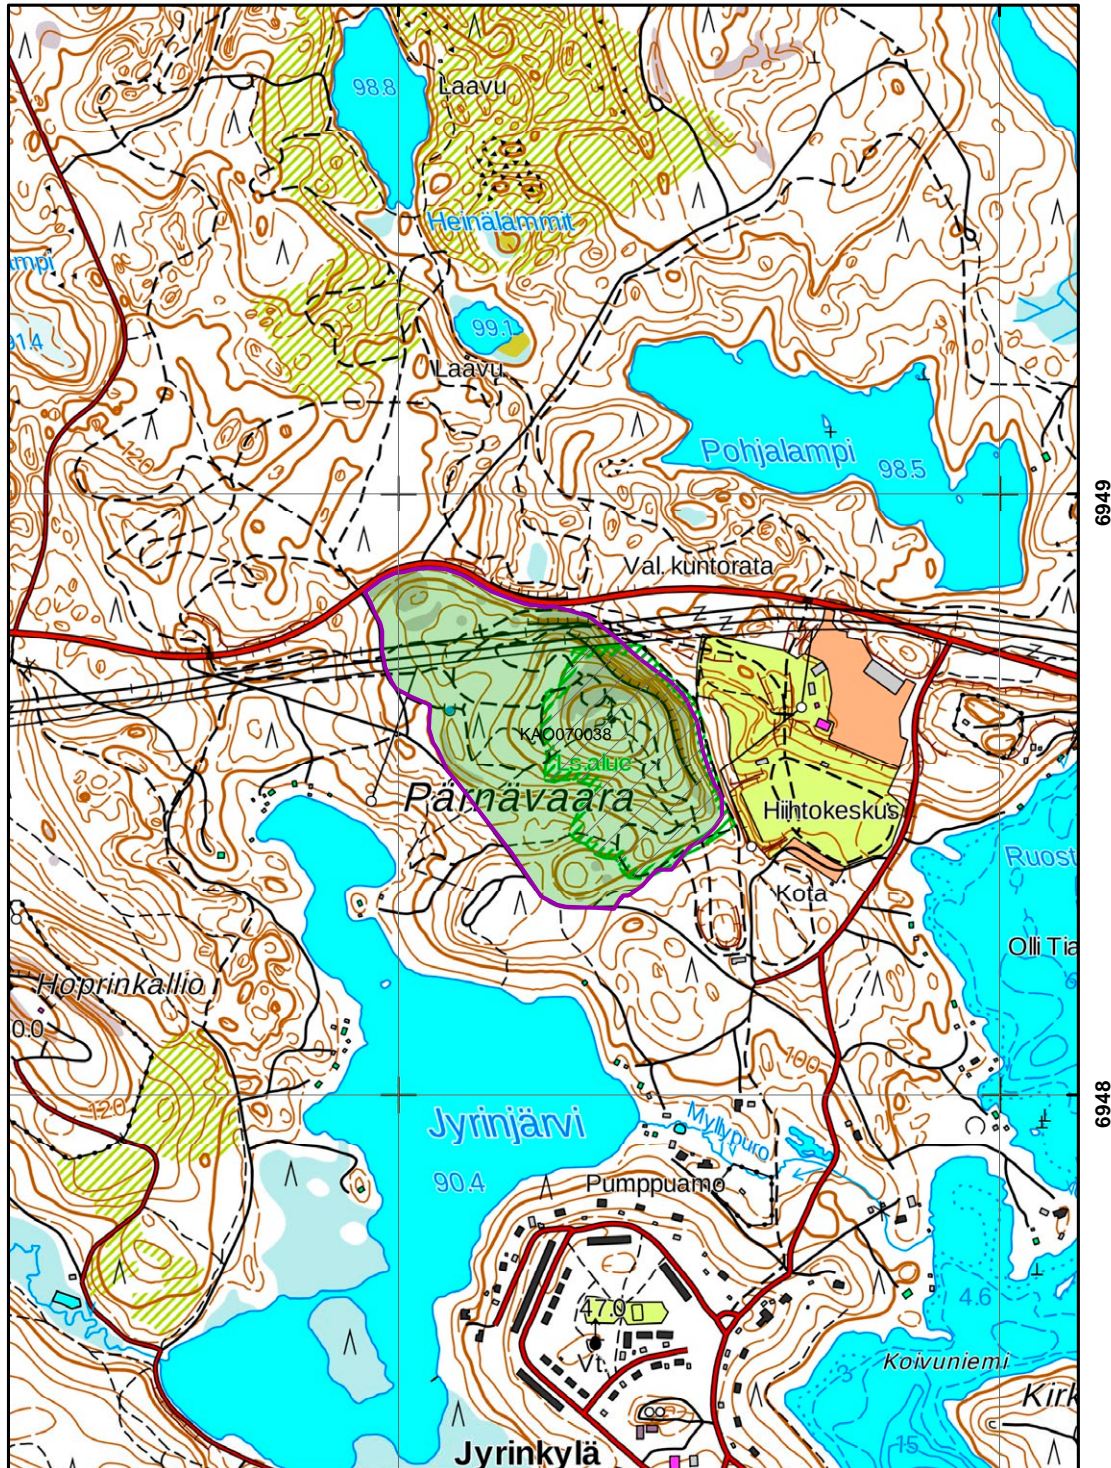 98.8
Laavu
Heinälammit
ampi
91.4
99.1
Laavu
120
Pohjalampi
98.5
6949
Val. kuntorata
KAO070038
Ls.alue
Pärnävaara
Hiihtokeskus
Ruost
Kota
Olli Tia
Hoprinkallio
0.0
100
120
6948
Jyrinjärvi
Myllypuro
90.4
Pumppuamo
47.0
4.6
Vt.
Koivuniemi
3
Kirk
15
Jyrinkylä